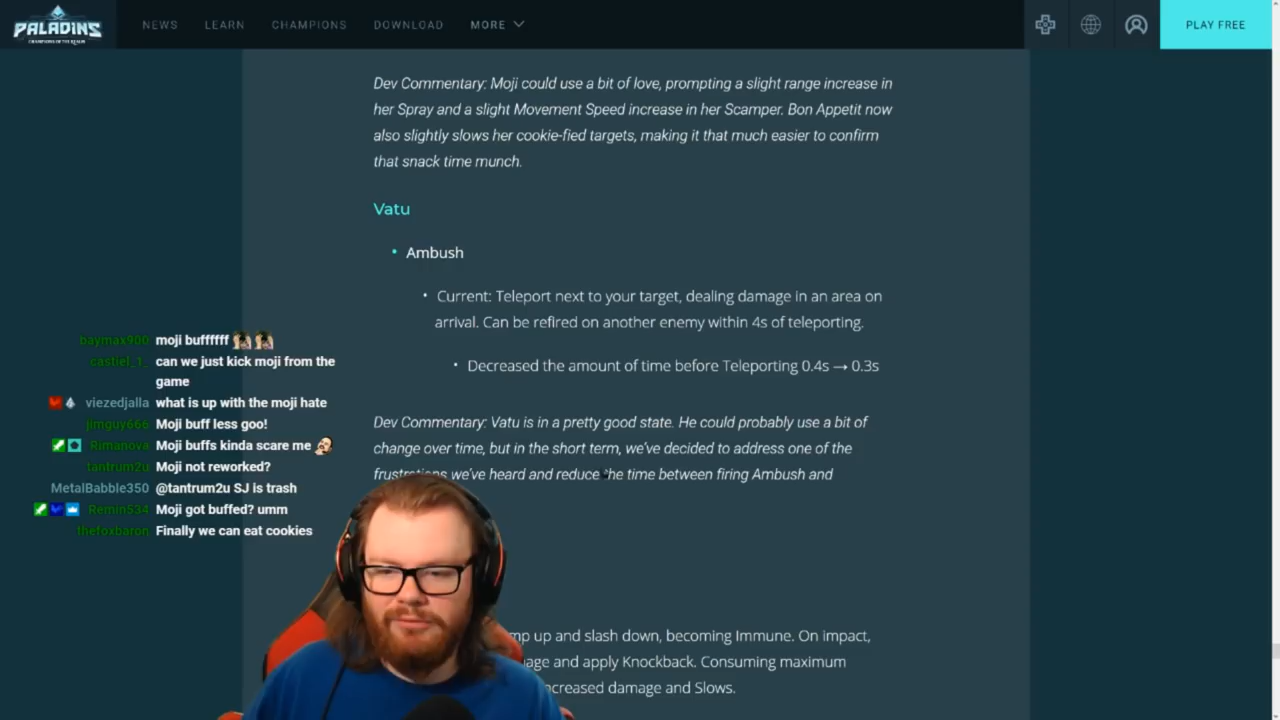 PALADINS
CHAMPIONS OF THE REALM
NEWS
LEARN
CHAMPIONS
DOWNLOAD
MORE
PLAY FREE
Dev Commentary: Moji could use a bit of love, prompting a slight range increase in
her Spray and a slight Movement Speed increase in her Scamper. Bon Appetit now
also slightly slows her cookie-fied targets, making it that much easier to confirm
that snack time munch.
Vatu
• Ambush
• Current: Teleport next to your target, dealing damage in an area on
arrival. Can be refired on another enemy within 4s of teleporting.
• Decreased the amount of time before Teleporting 0.4s → 0.3s
Dev Commentary: Vatu is in a pretty good state. He could probably use a bit of
change over time, but in the short term, we've decided to address one of the
frustrations we've heard and reduce the time between firing Ambush and
mp up and slash down, becoming Immune. On impact,
age and apply Knockback. Consuming maximum
ncreased damage and Slows.
baymax900 moji buffffff
castiel_1_ can we just kick moji from the
game
viezedjalla what is up with the moji hate
jimguy666 Moji buff less goo!
Rimanova Moji buffs kinda scare me
tantrum2u Moji not reworked?
MetalBabble350 @tantrum2u SJ is trash
Remin534 Moji got buffed? umm
thefoxbaron Finally we can eat cookies